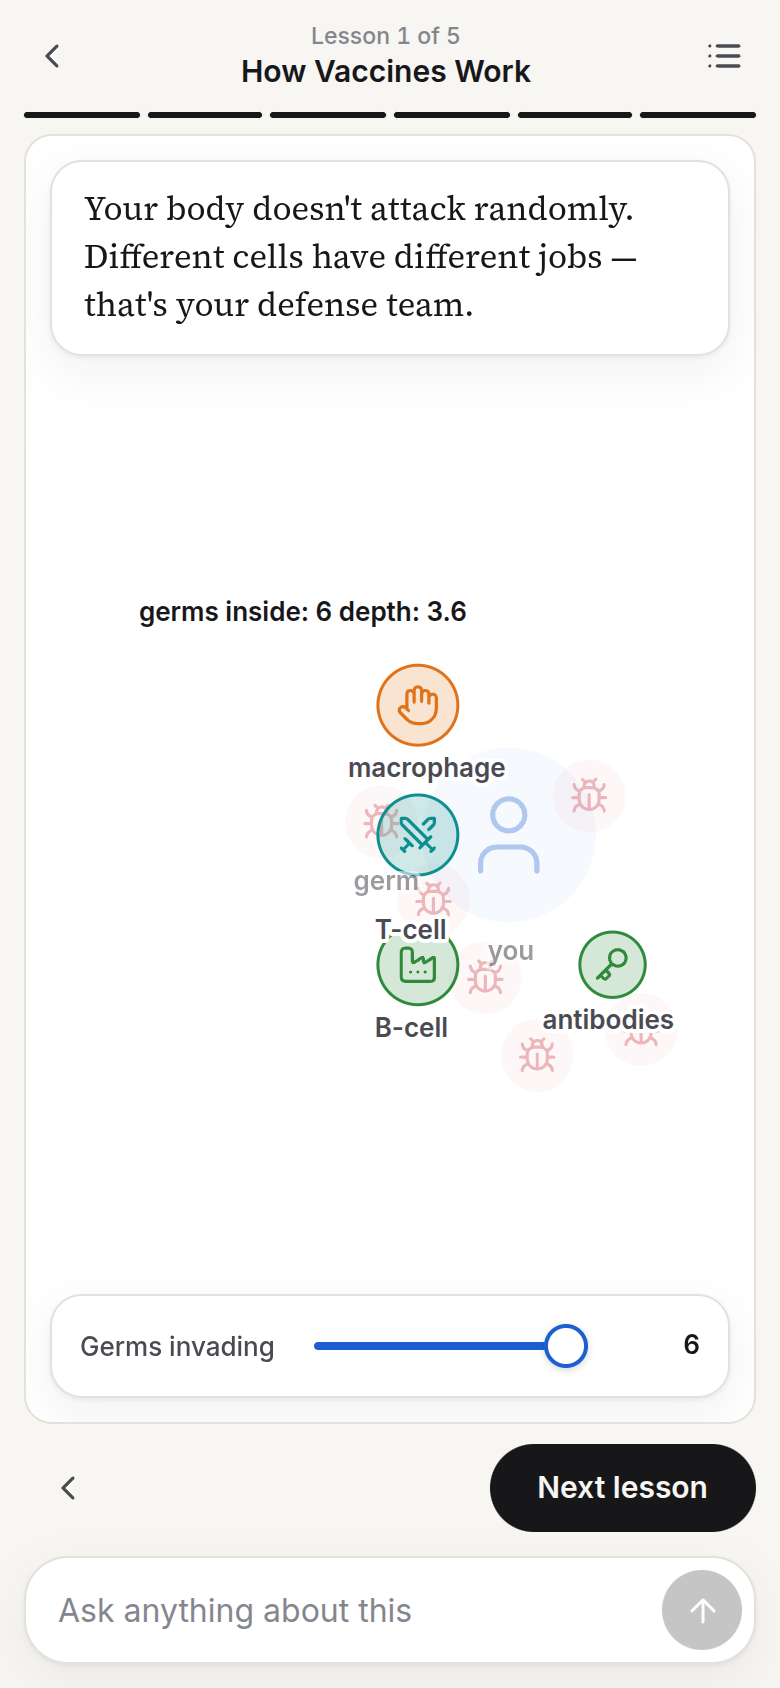 Lesson 1 of 5
How Vaccines Work
Your body doesn't attack randomly.
Different cells have different jobs —
that's your defense team.
germs inside: 6 depth: 3.6
macrophage
germ
T-cell
you
B-cell
antibodies
Germs invading
6
Next lesson
Ask anything about this